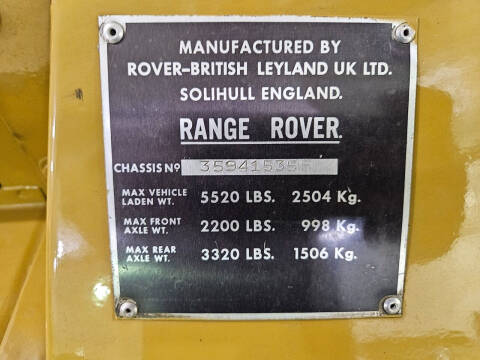 MANUFACTURED BY
ROVER-BRITISH LEYLAND UK LTD.
SOLIHULL ENGLAND.
RANGE ROVER.
CHASSIS Nº
MAX VEHICLE LADEN WT. 5520 LBS. 2504 Kg.
MAX FRONT AXLE WT. 2200 LBS. 998 Kg.
MAX REAR AXLE WT. 3320 LBS. 1506 Kg.